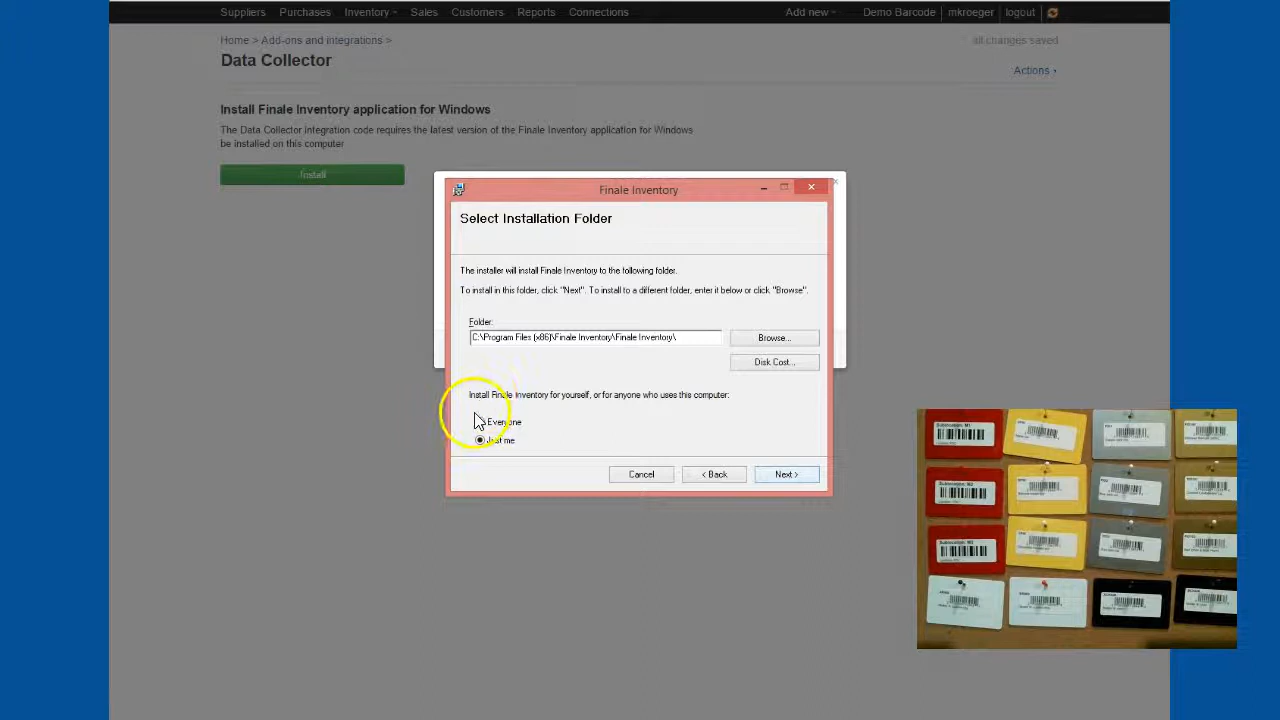 Suppliers Purchases Inventory Sales Customers Reports Connections Add new Demo Barcode mkroeger logout
Home > Add-ons and integrations > all changes saved
Data Collector
Actions
Install Finale Inventory application for Windows
The Data Collector integration code requires the latest version of the Finale Inventory application for Windows
be installed on this computer
Install
Finale Inventory
Select Installation Folder
The installer will install Finale Inventory to the following folder.
To install in this folder, click "Next". To install to a different folder, enter it below or click "Browse".
Folder:
C:\Program Files (x86)\Finale Inventory\Finale Inventory\
Browse...
Disk Cost...
Install Finale Inventory for yourself, or for anyone who uses this computer:
Everyone
Just me
Cancel < Back Next >
Sublocation: M1
Sublocation: M2
Sublocation: M3